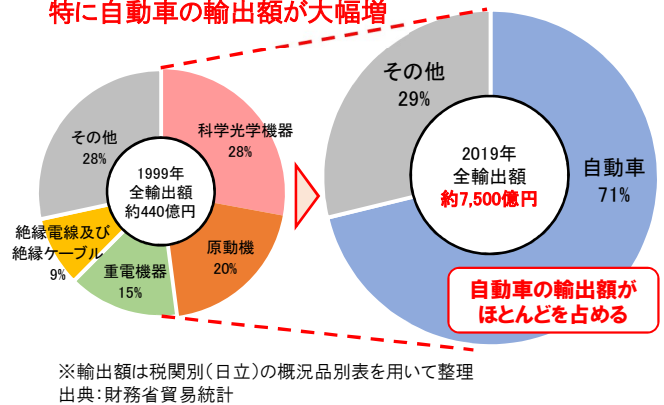 特に自動車の輸出額が大幅増
その他
28%
科学光学機器
28%
1999年
全輸出額
約440億円
絶縁電線及び
絶縁ケーブル
9%
重電機器
15%
原動機
20%
その他
29%
2019年
全輸出額
約7,500億円
自動車
71%
自動車の輸出額が
ほとんどを占める
※輸出額は税関別(日立)の概況品別表を用いて整理
出典:財務省貿易統計